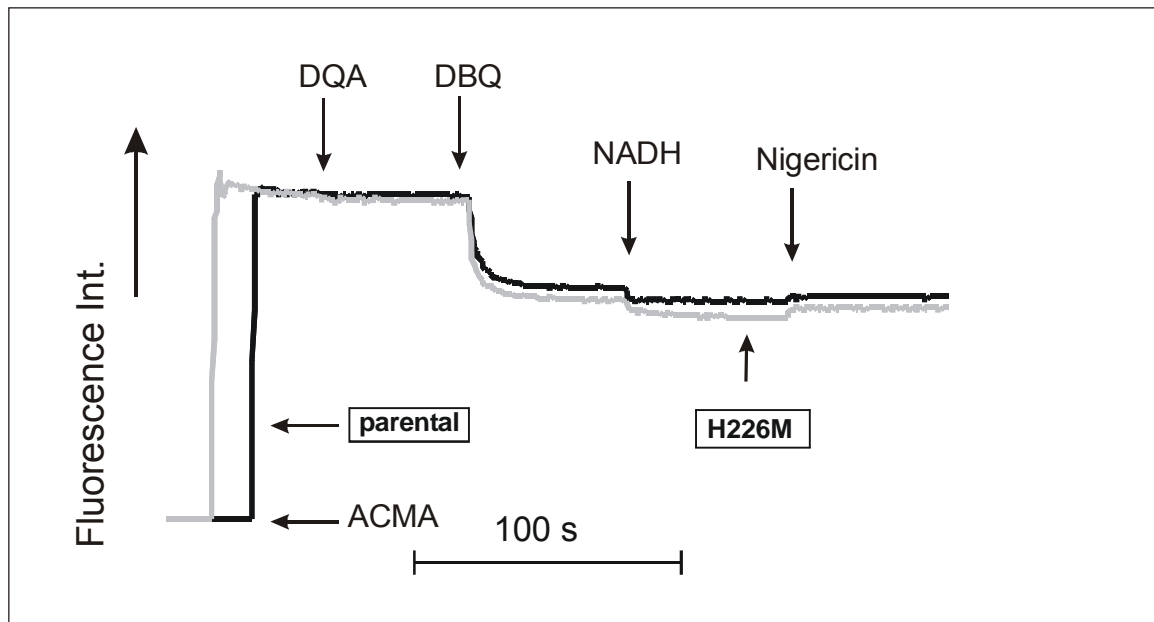 DQA
DBQ
NADH
Nigericin
Fluorescence Int.
parental
H226M
ACMA
100 s